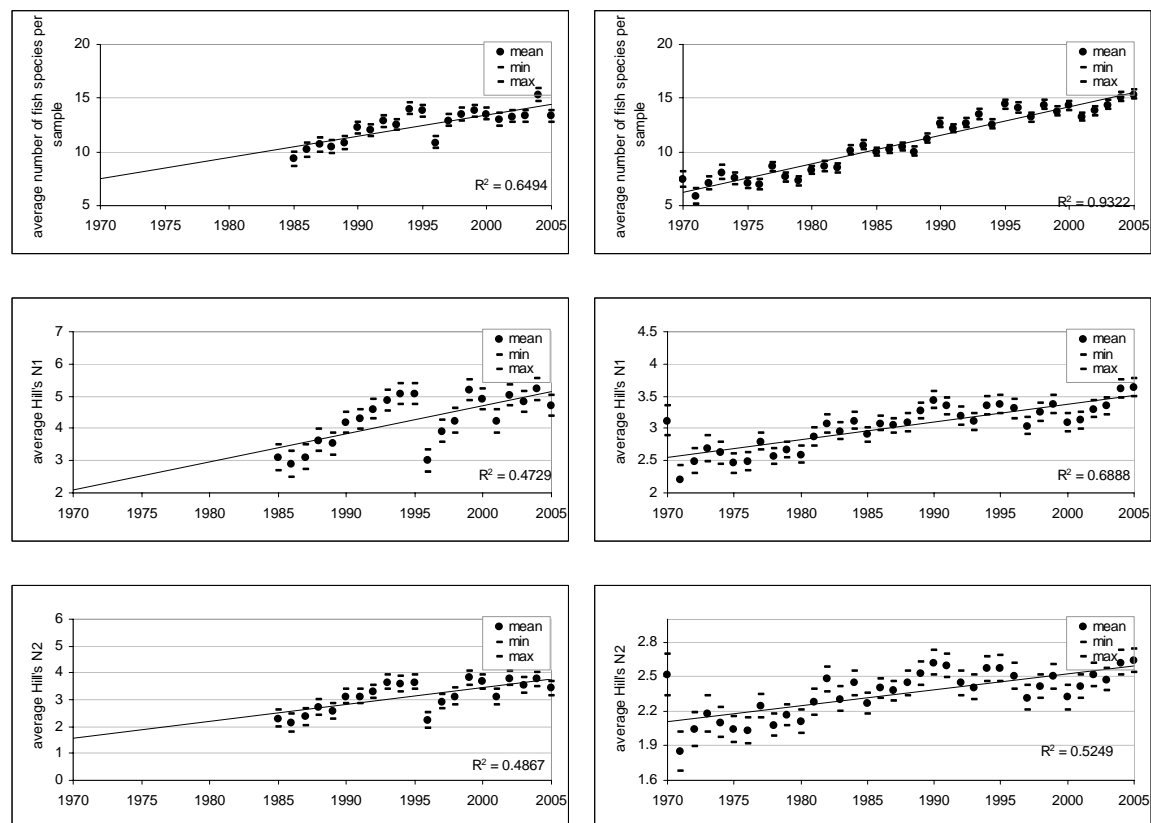 average number of fish species per
sample
20
15
10
5
1970 1975 1980 1985 1990 1995 2000 2005
mean
min
max
R² = 0.6494
average number of fish species per
sample
20
15
10
5
1970 1975 1980 1985 1990 1995 2000 2005
mean
min
max
R² = 0.9322
average Hill's N1
7
6
5
4
3
2
1970 1975 1980 1985 1990 1995 2000 2005
mean
min
max
R² = 0.4729
average Hill's N1
4.5
4
3.5
3
2.5
2
1970 1975 1980 1985 1990 1995 2000 2005
mean
min
max
R² = 0.6888
average Hill's N2
6
5
4
3
2
1
0
1970 1975 1980 1985 1990 1995 2000 2005
mean
min
max
R² = 0.4867
average Hill's N2
2.8
2.5
2.2
1.9
1.6
1970 1975 1980 1985 1990 1995 2000 2005
mean
min
max
R² = 0.5249